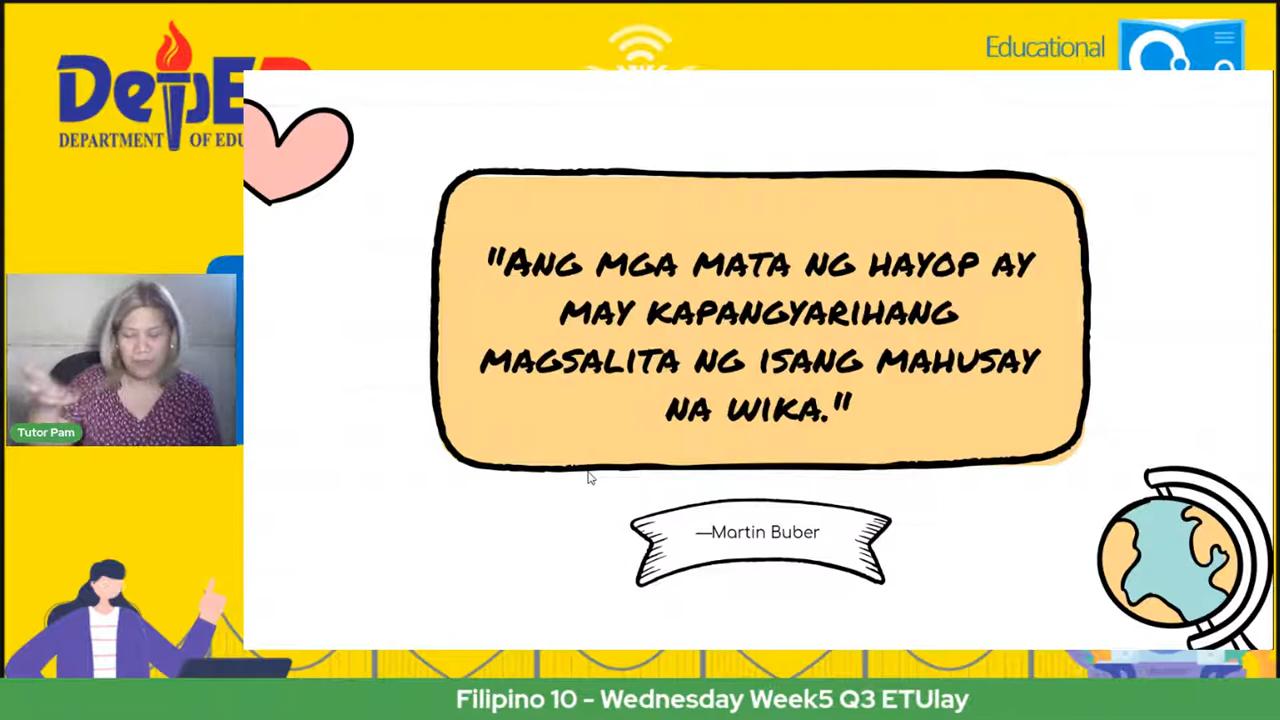 DepED
DEPARTMENT OF EDU
Educational
"ANG MGA MATA NG HAYOP AY
MAY KAPANGYARIHANG
MAGSALITA NG ISANG MAHUSAY
NA WIKA."
—Martin Buber
Tutor Pam
Filipino 10 - Wednesday Week5 Q3 ETUlay